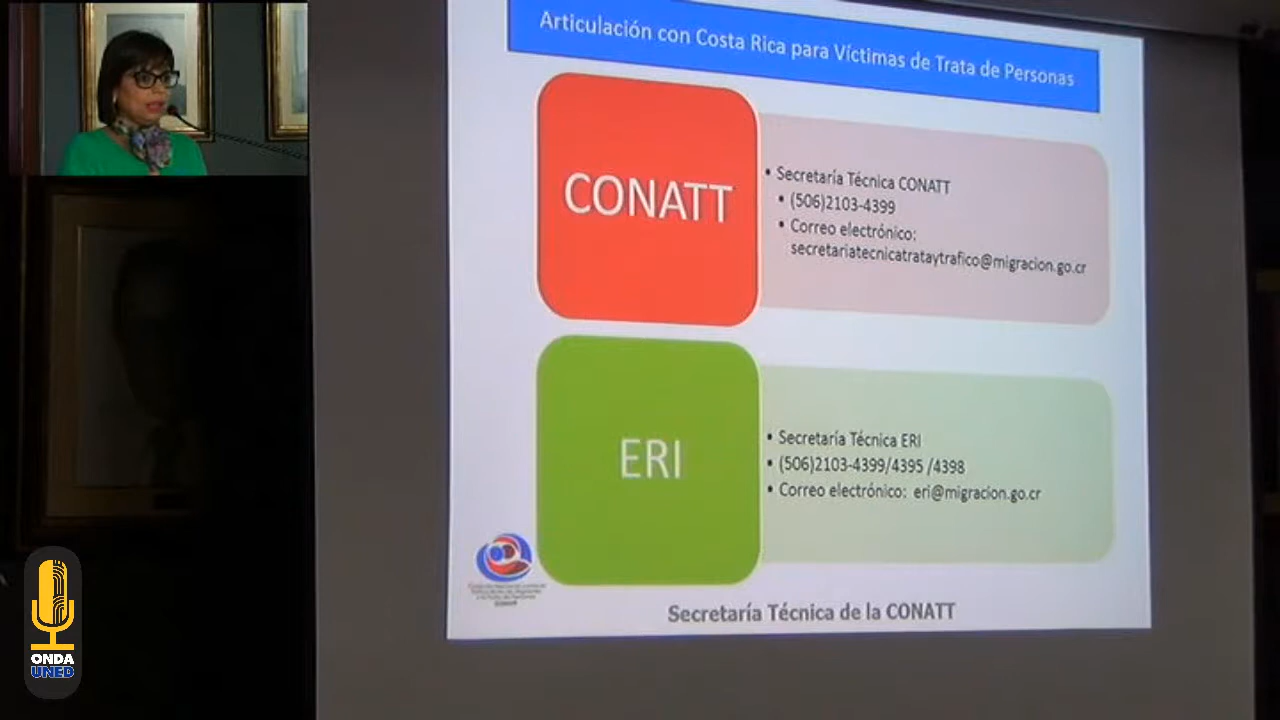 Articulación con Costa Rica para Víctimas de Trata de Personas
CONATT
• Secretaría Técnica CONATT
• (506)2103-4399
• Correo electrónico:
secretariatecnicatrataytrafico@migracion.go.cr
ERI
• Secretaría Técnica ERI
• (506)2103-4399/4395 /4398
• Correo electrónico: eri@migracion.go.cr
Secretaría Técnica de la CONATT
ONDA
UNED